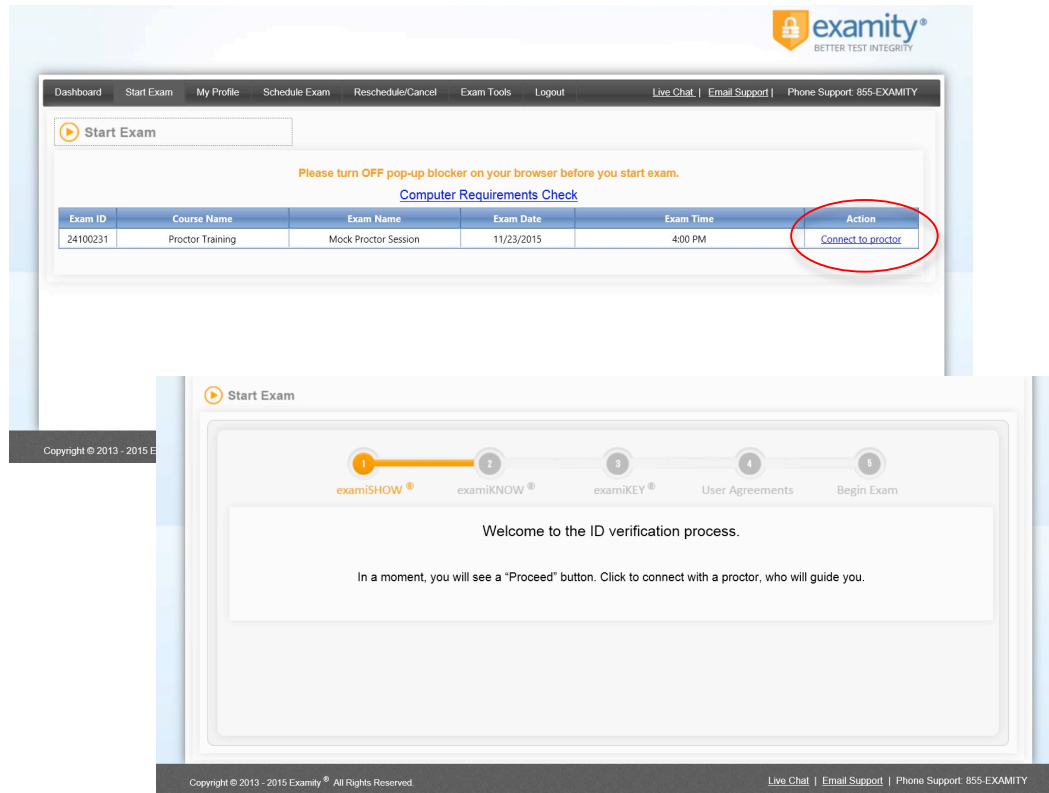 examity®
BETTER TEST INTEGRITY
Dashboard Start Exam My Profile Schedule Exam Reschedule/Cancel Exam Tools Logout Live Chat | Email Support | Phone Support: 855-EXAMITY
Start Exam
Please turn OFF pop-up blocker on your browser before you start exam.
Computer Requirements Check
Exam ID Course Name Exam Name Exam Date Exam Time Action
24100231 Proctor Training Mock Proctor Session 11/23/2015 4:00 PM Connect to proctor
Copyright © 2013 - 2015 E
Start Exam
1 2 3 4 5
examiSHOW ® examiKNOW ® examiKEY ® User Agreements Begin Exam
Welcome to the ID verification process.
In a moment, you will see a “Proceed” button. Click to connect with a proctor, who will guide you.
Copyright © 2013 - 2015 Examity ® All Rights Reserved. Live Chat | Email Support | Phone Support: 855-EXAMITY